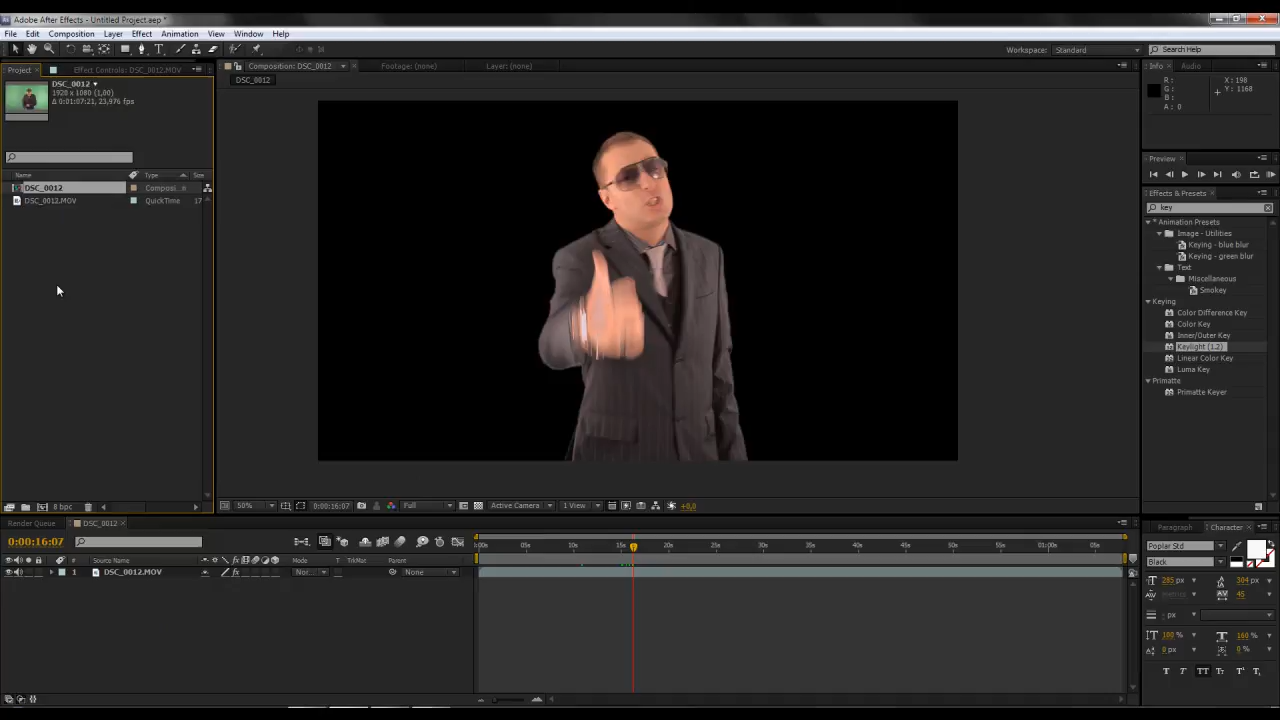 Adobe After Effects - Untitled Project.aep *
File Edit Composition Layer Effect Animation View Window Help
Workspace: Standard
Search Help
Project
Effect Controls: DSC_0012.MOV
Composition: DSC_0012
Footage: (none)
Layer: (none)
Info
Audio
DSC_0012
1920 x 1080 (1,00)
Δ 0:01:07:21, 23,976 fps
DSC_0012
R :
G :
B :
A : 0
X : 198
Y : 1168
Name Type Size
DSC_0012 Composi...
DSC_0012.MOV QuickTime 17
Preview
Effects & Presets
key
* Animation Presets
Image - Utilities
Keying - blue blur
Keying - green blur
Text
Miscellaneous
Smokey
Keying
Color Difference Key
Color Key
Inner/Outer Key
Keylight (1.2)
Linear Color Key
Luma Key
Primatte
Primatte Keyer
8 bpc
50% 0:00:16:07 Full Active Camera 1 View +0,0
Render Queue
DSC_0012
Paragraph
Character
0:00:16:07
Poplar Std
Black
:00s 05s 10s 15s 20s 25s 30s 35s 40s 45s 50s 55s 01:00s 05s
# Source Name Mode T TrkMat Parent
1 DSC_0012.MOV Nor... None
285 px 304 px
metrics 45
- px
100 % 160 %
0 px 0 %
T T TT Tr T¹ T₁